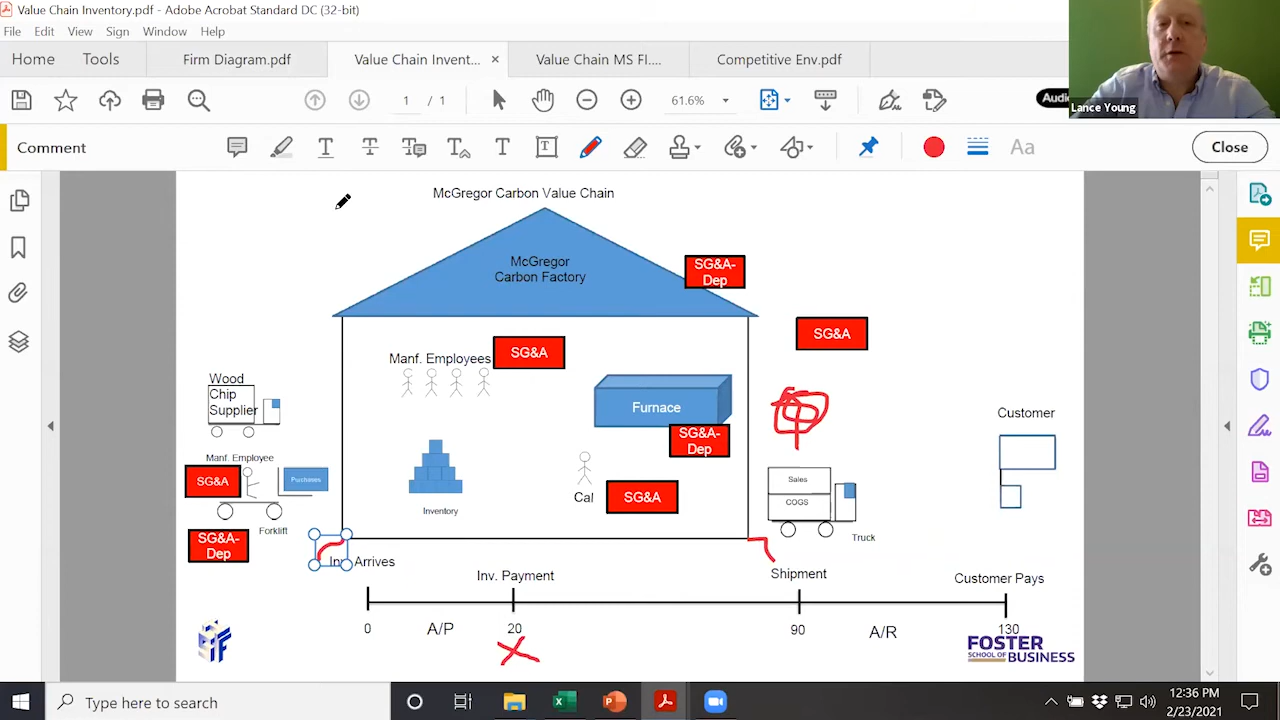 Value Chain Inventory.pdf - Adobe Acrobat Standard DC (32-bit)
File Edit View Sign Window Help
Home Tools Firm Diagram.pdf Value Chain Invent... × Value Chain MS Fl.... Competitive Env.pdf
1 / 1 61.6% Audi
Lance Young
Comment T T T T T T Aa Close
McGregor Carbon Value Chain
McGregor
Carbon Factory
SG&A-
Dep
SG&A
Manf. Employees
SG&A
Wood
Chip
Supplier
Furnace
SG&A-
Dep
Customer
Manf. Employee
SG&A
Purchases
Forklift
SG&A-
Dep
Inventory
Cal
SG&A
Sales
COGS
Truck
Arrives
Inv. Payment
Shipment
Customer Pays
0 A/P 20 90 A/R 130
FOSTER
SCHOOL OF BUSINESS
Type here to search
12:36 PM
2/23/2021